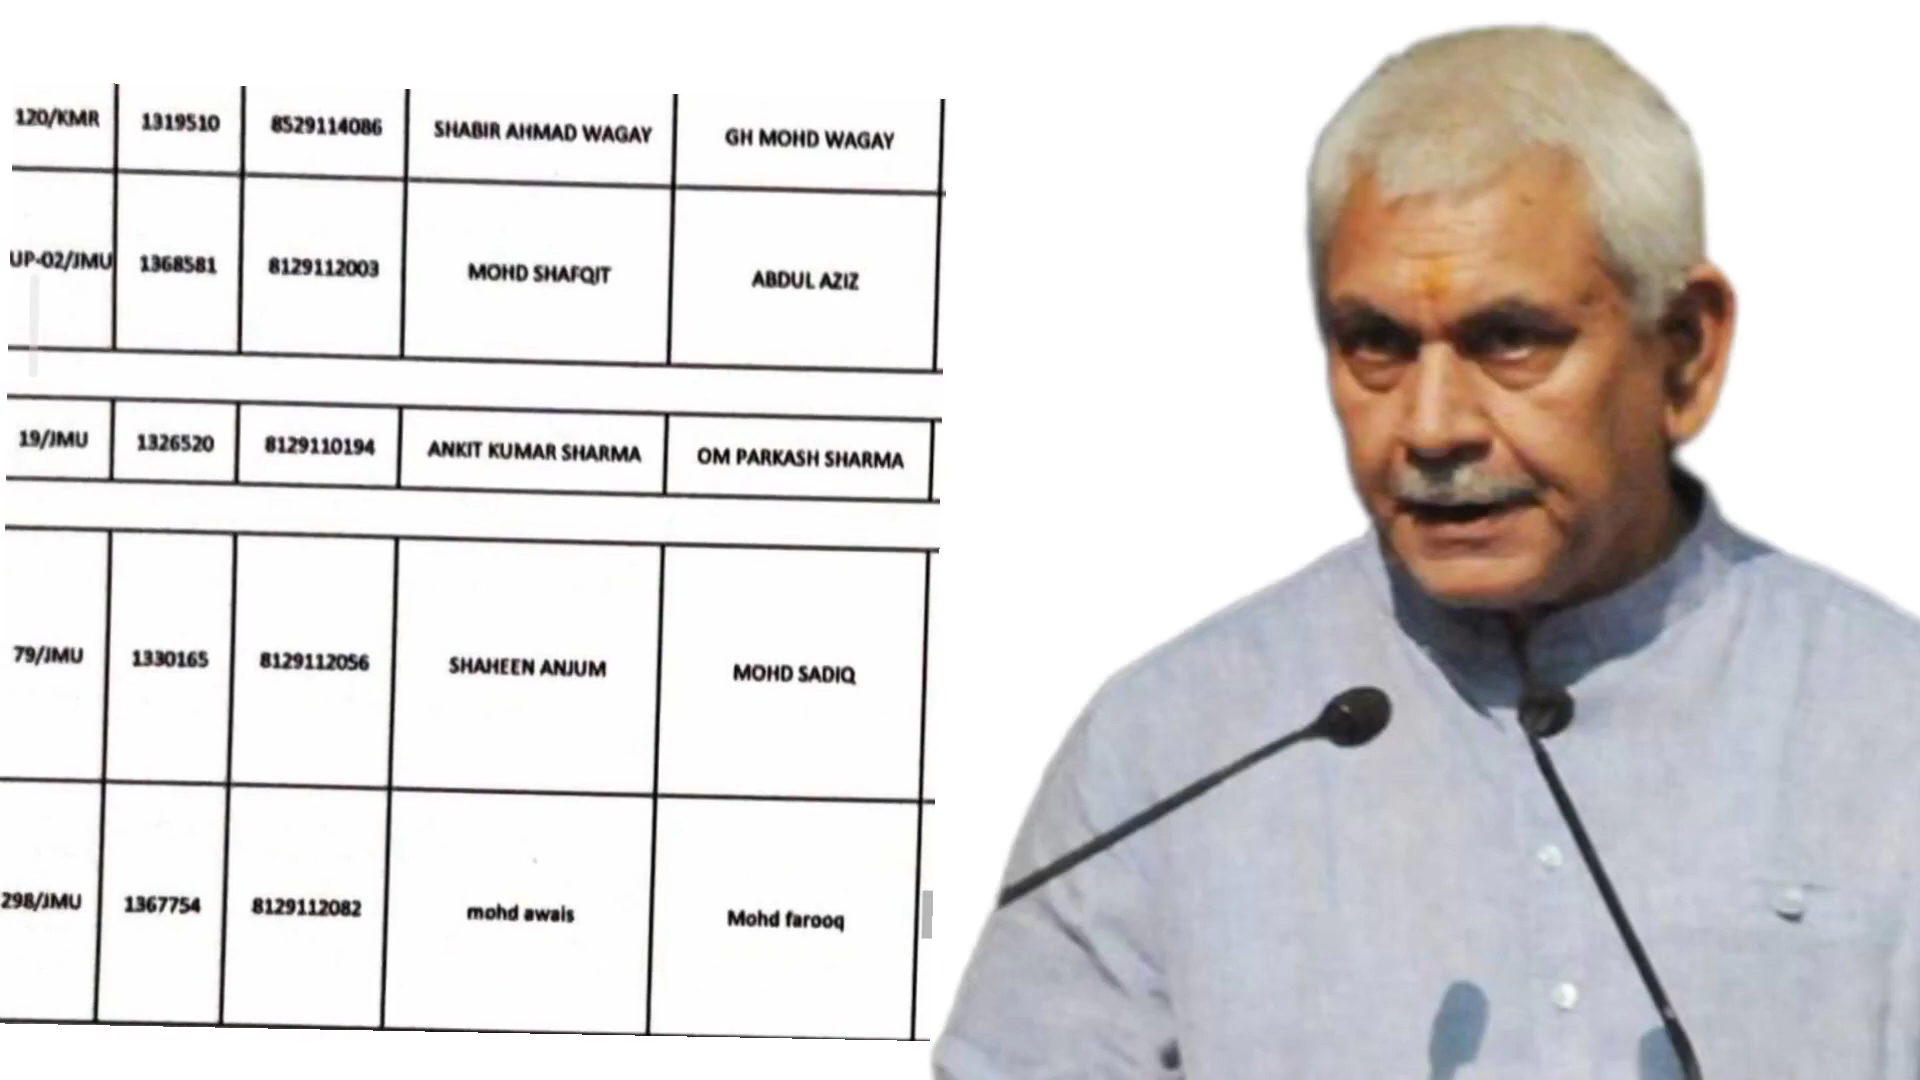 120/KMR 1319510 8529114086 SHABIR AHMAD WAGAY GH MOHD WAGAY
UP-02/JMU 1368581 8129112003 MOHD SHAFQIT ABDUL AZIZ
19/JMU 1326520 8129110194 ANKIT KUMAR SHARMA OM PARKASH SHARMA
79/JMU 1330165 8129112056 SHAHEEN ANJUM MOHD SADIQ
298/JMU 1367754 8129112082 mohd awais Mohd farooq